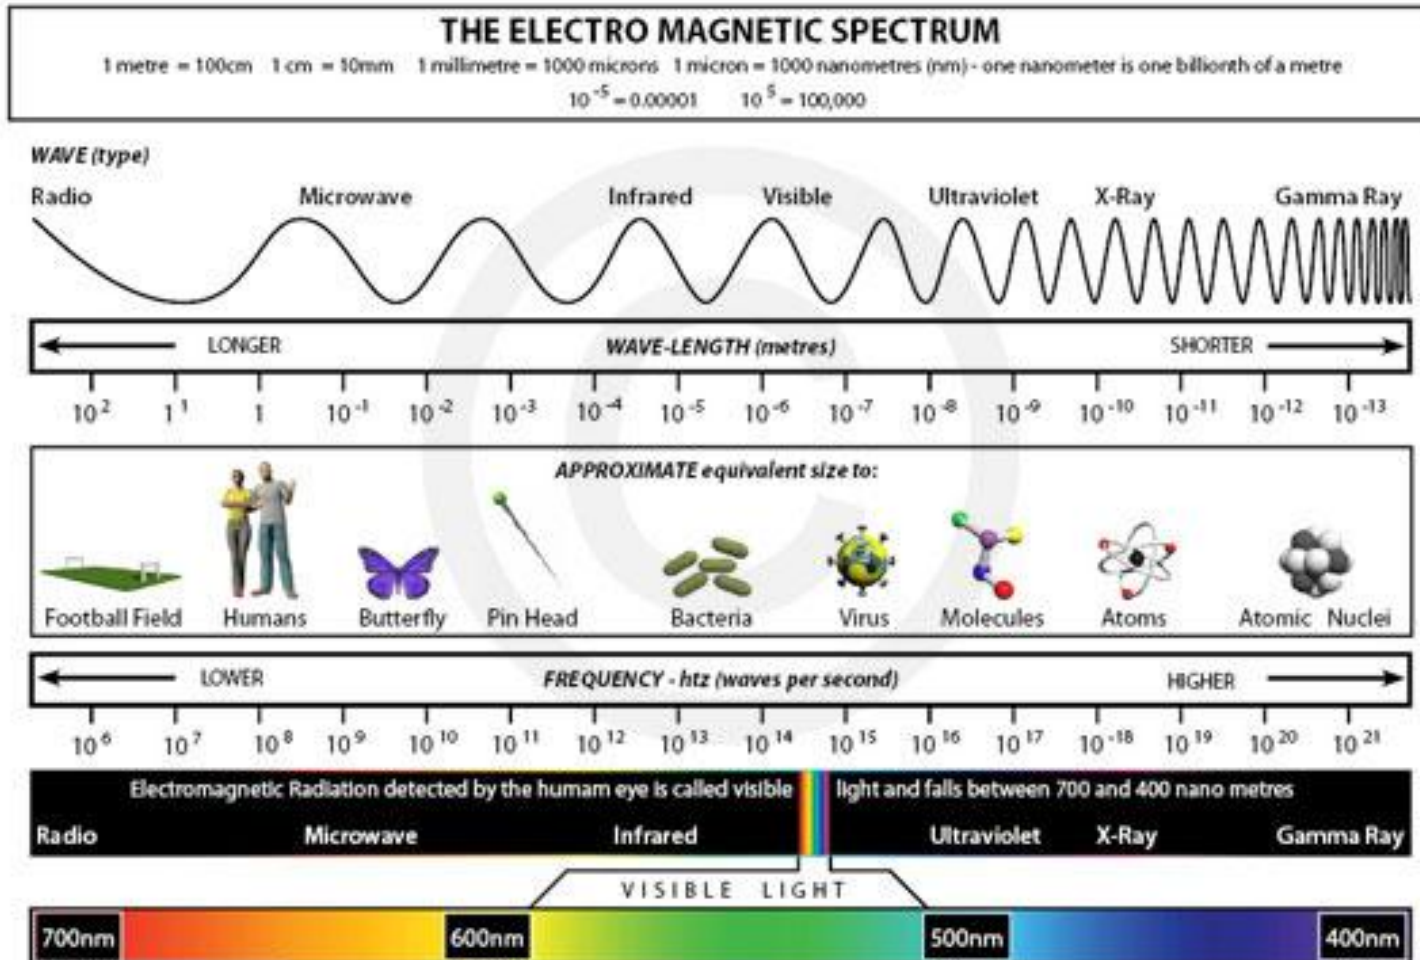 THE ELECTRO MAGNETIC SPECTRUM
1 metre = 100cm 1 cm = 10mm 1 millimetre = 1000 microns 1 micron = 1000 nanometres (nm) - one nanometer is one billionth of a metre
10⁻⁵ = 0.00001 10⁵ = 100,000
WAVE (type)
Radio Microwave Infrared Visible Ultraviolet X-Ray Gamma Ray
LONGER WAVE-LENGTH (metres) SHORTER
10² 1¹ 1 10⁻¹ 10⁻² 10⁻³ 10⁻⁴ 10⁻⁵ 10⁻⁶ 10⁻⁷ 10⁻⁸ 10⁻⁹ 10⁻¹⁰ 10⁻¹¹ 10⁻¹² 10⁻¹³
APPROXIMATE equivalent size to:
Football Field Humans Butterfly Pin Head Bacteria Virus Molecules Atoms Atomic Nuclei
LOWER FREQUENCY - htz (waves per second) HIGHER
10⁶ 10⁷ 10⁸ 10⁹ 10¹⁰ 10¹¹ 10¹² 10¹³ 10¹⁴ 10¹⁵ 10¹⁶ 10¹⁷ 10⁻¹⁸ 10¹⁹ 10²⁰ 10²¹
Electromagnetic Radiation detected by the humam eye is called visible light and falls between 700 and 400 nano metres
Radio Microwave Infrared Ultraviolet X-Ray Gamma Ray
VISIBLE LIGHT
700nm 600nm 500nm 400nm